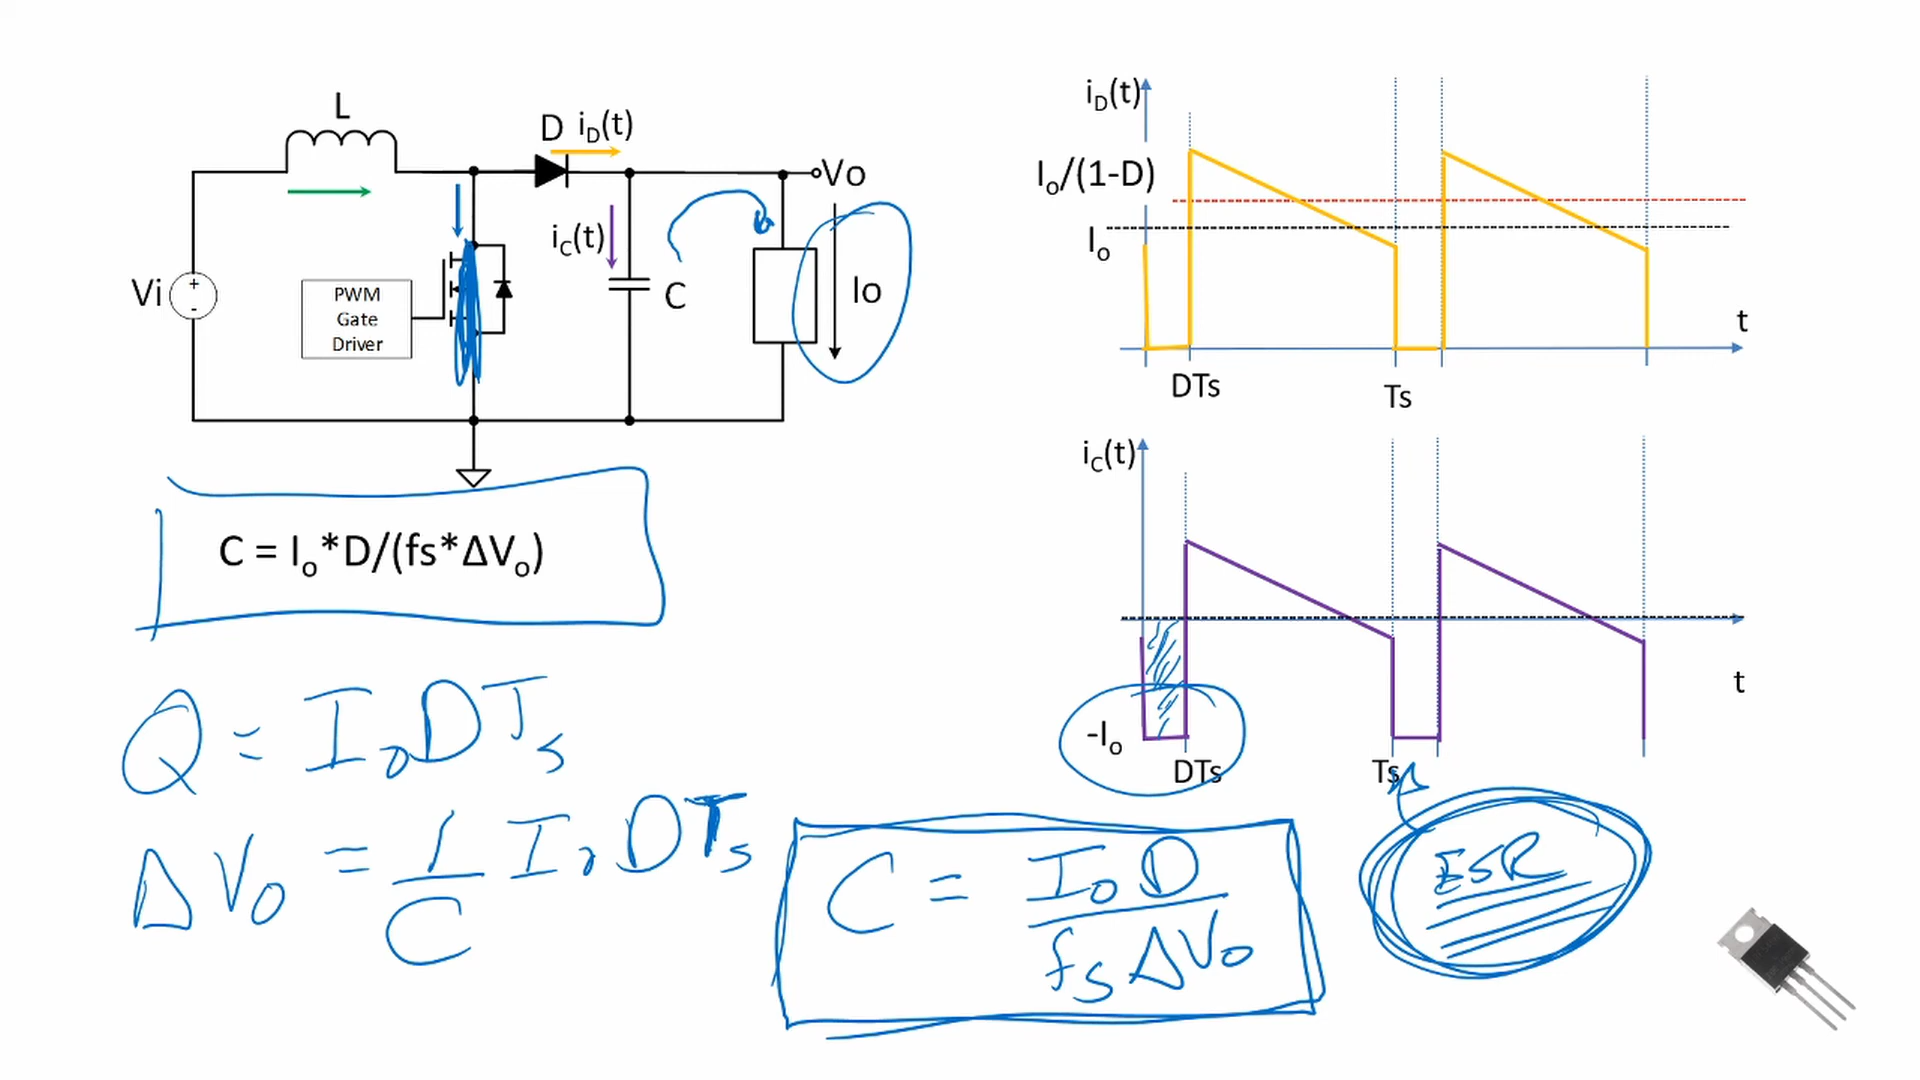 L
D iD(t)
Vo
iC(t)
C
Io
Vi
+
-
PWM
Gate
Driver
C = Io*D/(fs*ΔVo)
Q = IoDTs
ΔVo = 1/C IoDTs
iD(t)
Io/(1-D)
Io
t
DTs
Ts
iC(t)
t
-Io
DTs
Ts
C = IoD/fsΔVo
ESR